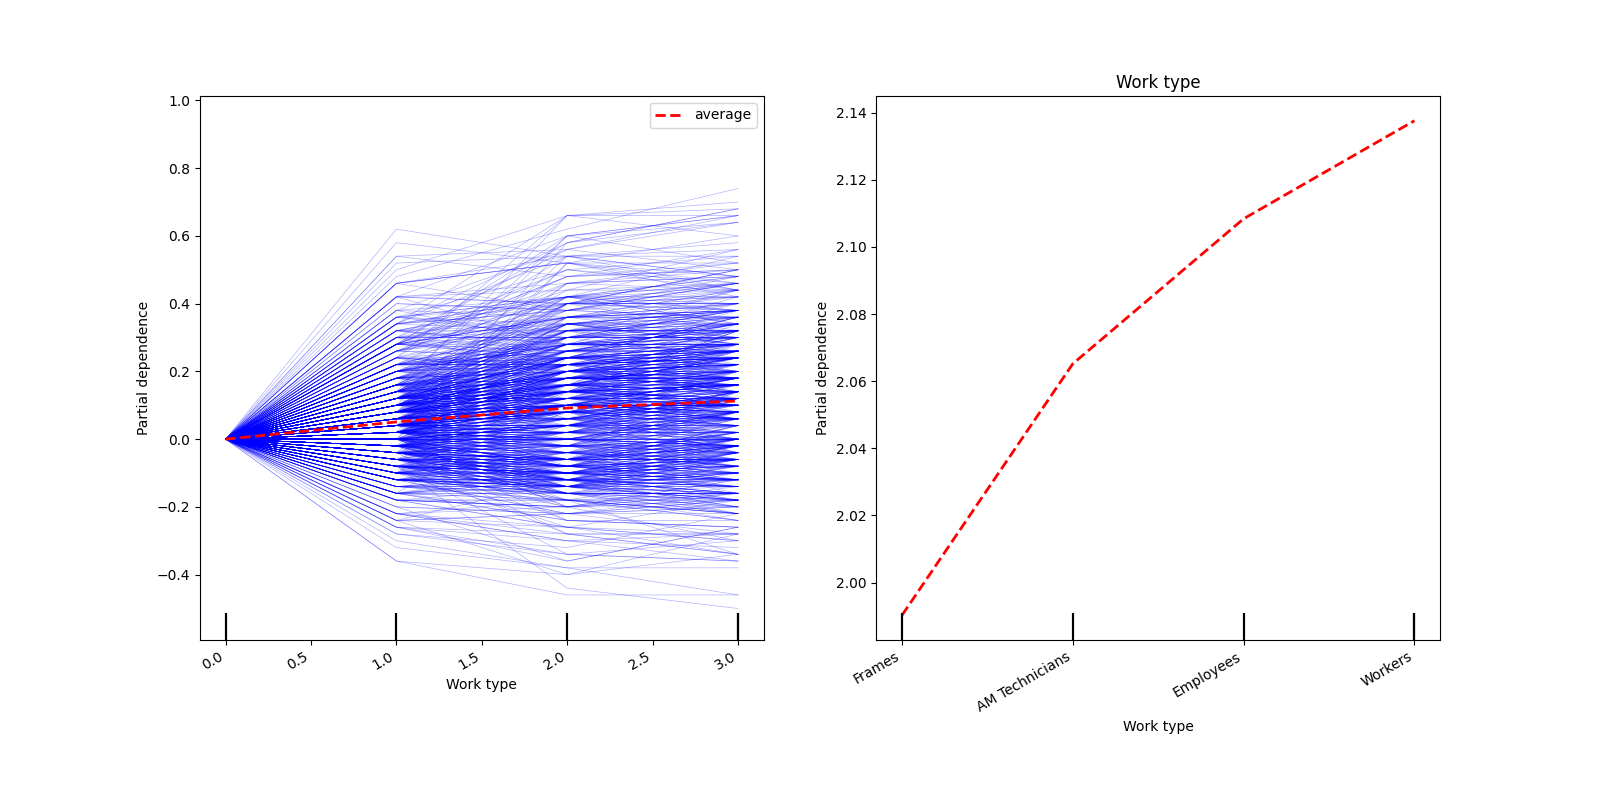 1.0
0.8
0.6
0.4
0.2
0.0
−0.2
−0.4
Partial dependence
average
0.0
0.5
1.0
1.5
2.0
2.5
3.0
Work type
Work type
2.14
2.12
2.10
2.08
2.06
2.04
2.02
2.00
Partial dependence
Frames
AM Technicians
Employees
Workers
Work type